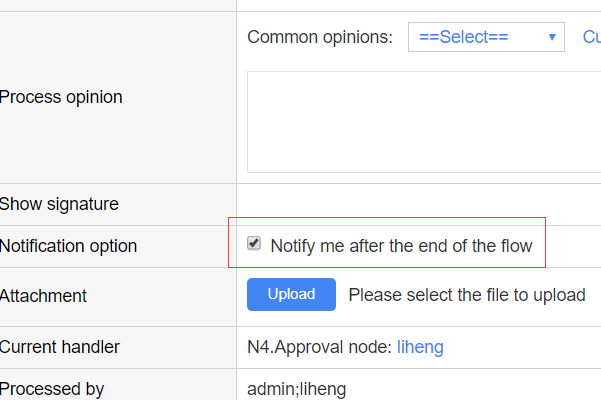 Common opinions: ==Select== Cu
Process opinion
Show signature
Notification option Notify me after the end of the flow
Attachment Upload Please select the file to upload
Current handler N4.Approval node: liheng
Processed by admin;liheng